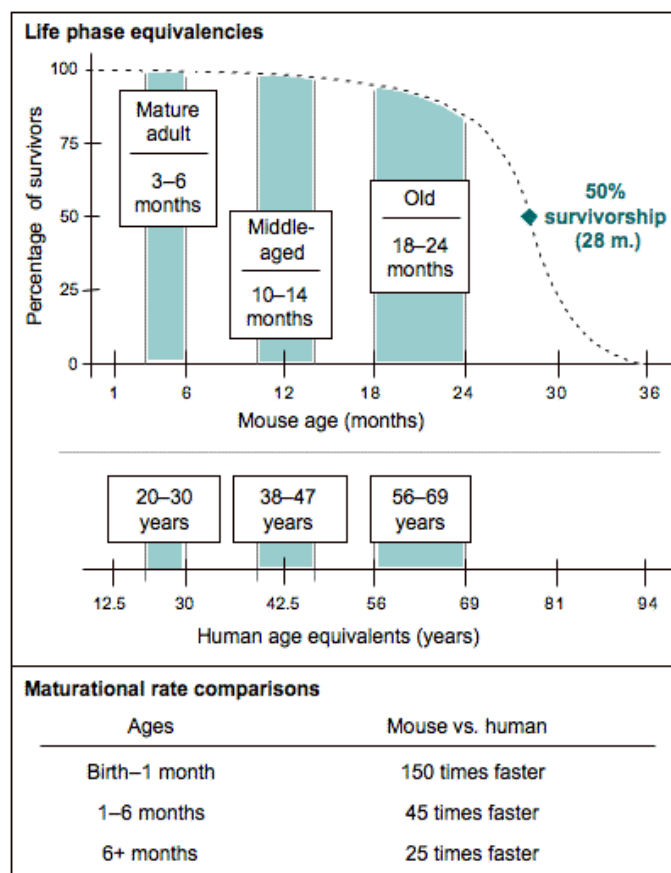 Life phase equivalencies
100
75
50
25
0
Percentage of survivors
Mature
adult
3–6
months
Middle-
aged
10–14
months
Old
18–24
months
50%
survivorship
(28 m.)
1 6 12 18 24 30 36
Mouse age (months)
20–30
years
38–47
years
56–69
years
12.5 30 42.5 56 69 81 94
Human age equivalents (years)
Maturational rate comparisons
Ages Mouse vs. human
Birth–1 month 150 times faster
1–6 months 45 times faster
6+ months 25 times faster